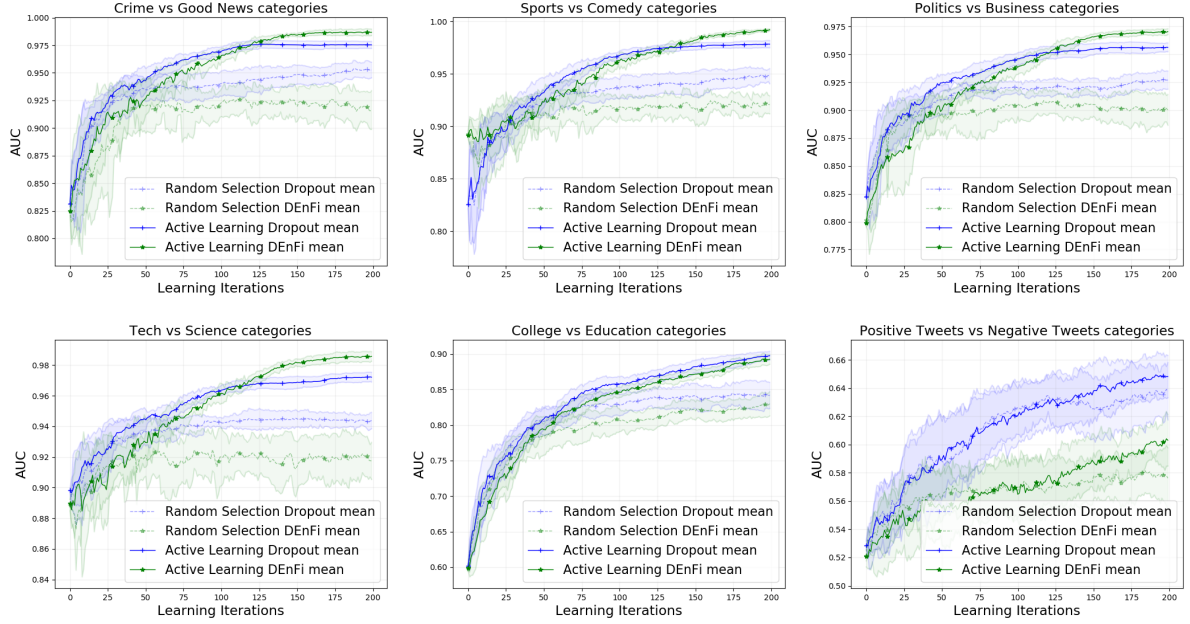 Crime vs Good News categories
1.000
0.975
0.950
0.925
0.900
0.875
0.850
0.825
0.800
AUC
Random Selection Dropout mean
Random Selection DEnFi mean
Active Learning Dropout mean
Active Learning DEnFi mean
0 25 50 75 100 125 150 175 200
Learning Iterations
Sports vs Comedy categories
1.00
0.95
0.90
0.85
0.80
AUC
Random Selection Dropout mean
Random Selection DEnFi mean
Active Learning Dropout mean
Active Learning DEnFi mean
0 25 50 75 100 125 150 175 200
Learning Iterations
Politics vs Business categories
0.975
0.950
0.925
0.900
0.875
0.850
0.825
0.800
0.775
AUC
Random Selection Dropout mean
Random Selection DEnFi mean
Active Learning Dropout mean
Active Learning DEnFi mean
0 25 50 75 100 125 150 175 200
Learning Iterations
Tech vs Science categories
0.98
0.96
0.94
0.92
0.90
0.88
0.86
0.84
AUC
Random Selection Dropout mean
Random Selection DEnFi mean
Active Learning Dropout mean
Active Learning DEnFi mean
0 25 50 75 100 125 150 175 200
Learning Iterations
College vs Education categories
0.90
0.85
0.80
0.75
0.70
0.65
0.60
AUC
Random Selection Dropout mean
Random Selection DEnFi mean
Active Learning Dropout mean
Active Learning DEnFi mean
0 25 50 75 100 125 150 175 200
Learning Iterations
Positive Tweets vs Negative Tweets categories
0.66
0.64
0.62
0.60
0.58
0.56
0.54
0.52
0.50
AUC
Random Selection Dropout mean
Random Selection DEnFi mean
Active Learning Dropout mean
Active Learning DEnFi mean
0 25 50 75 100 125 150 175 200
Learning Iterations